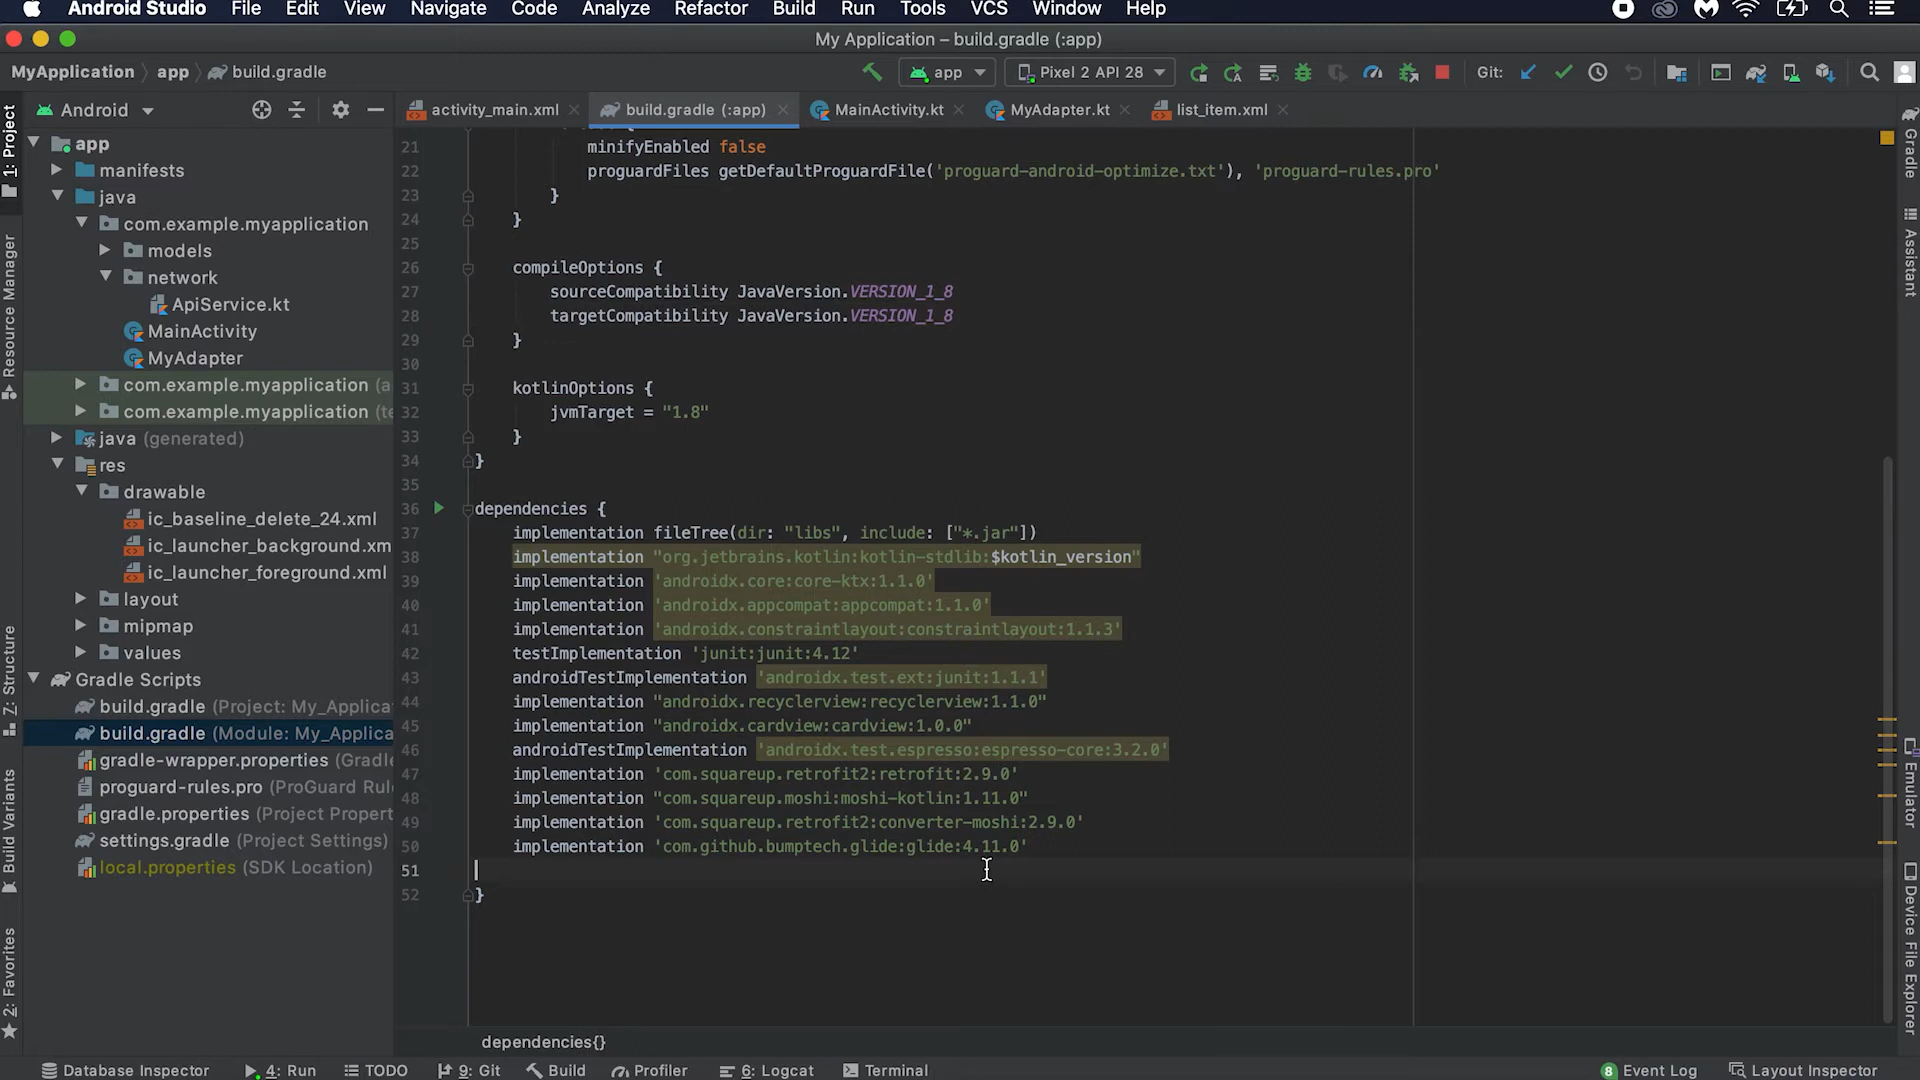 Android Studio File Edit View Navigate Code Analyze Refactor Build Run Tools VCS Window Help
My Application – build.gradle (:app)
MyApplication app build.gradle
app Pixel 2 API 28 Git:
Android
activity_main.xml build.gradle (:app) MainActivity.kt MyAdapter.kt list_item.xml
1: Project
Resource Manager
Z: Structure
Build Variants
2: Favorites
app
manifests
java
com.example.myapplication
models
network
ApiService.kt
MainActivity
MyAdapter
com.example.myapplication (a
com.example.myapplication (te
java (generated)
res
drawable
ic_baseline_delete_24.xml
ic_launcher_background.xm
ic_launcher_foreground.xml
layout
mipmap
values
Gradle Scripts
build.gradle (Project: My_Applica
build.gradle (Module: My_Applica
gradle-wrapper.properties (Gradle
proguard-rules.pro (ProGuard Rul
gradle.properties (Project Propert
settings.gradle (Project Settings)
local.properties (SDK Location)
21 minifyEnabled false
22 proguardFiles getDefaultProguardFile('proguard-android-optimize.txt'), 'proguard-rules.pro'
23 }
24 }
25
26 compileOptions {
27 sourceCompatibility JavaVersion.VERSION_1_8
28 targetCompatibility JavaVersion.VERSION_1_8
29 }
30
31 kotlinOptions {
32 jvmTarget = "1.8"
33 }
34 }
35
36 dependencies {
37 implementation fileTree(dir: "libs", include: ["*.jar"])
38 implementation "org.jetbrains.kotlin:kotlin-stdlib:$kotlin_version"
39 implementation 'androidx.core:core-ktx:1.1.0'
40 implementation 'androidx.appcompat:appcompat:1.1.0'
41 implementation 'androidx.constraintlayout:constraintlayout:1.1.3'
42 testImplementation 'junit:junit:4.12'
43 androidTestImplementation 'androidx.test.ext:junit:1.1.1'
44 implementation "androidx.recyclerview:recyclerview:1.1.0"
45 implementation "androidx.cardview:cardview:1.0.0"
46 androidTestImplementation 'androidx.test.espresso:espresso-core:3.2.0'
47 implementation 'com.squareup.retrofit2:retrofit:2.9.0'
48 implementation "com.squareup.moshi:moshi-kotlin:1.11.0"
49 implementation 'com.squareup.retrofit2:converter-moshi:2.9.0'
50 implementation 'com.github.bumptech.glide:glide:4.11.0'
51
52 }
dependencies{}
Gradle
Assistant
Emulator
Device File Explorer
Database Inspector 4: Run TODO 9: Git Build Profiler 6: Logcat Terminal 8 Event Log Layout Inspector